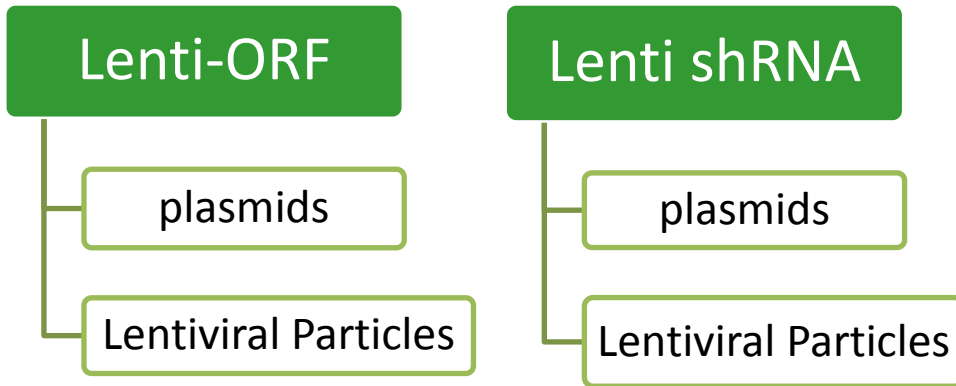 Lenti-ORF
plasmids
Lentiviral Particles
Lenti shRNA
plasmids
Lentiviral Particles